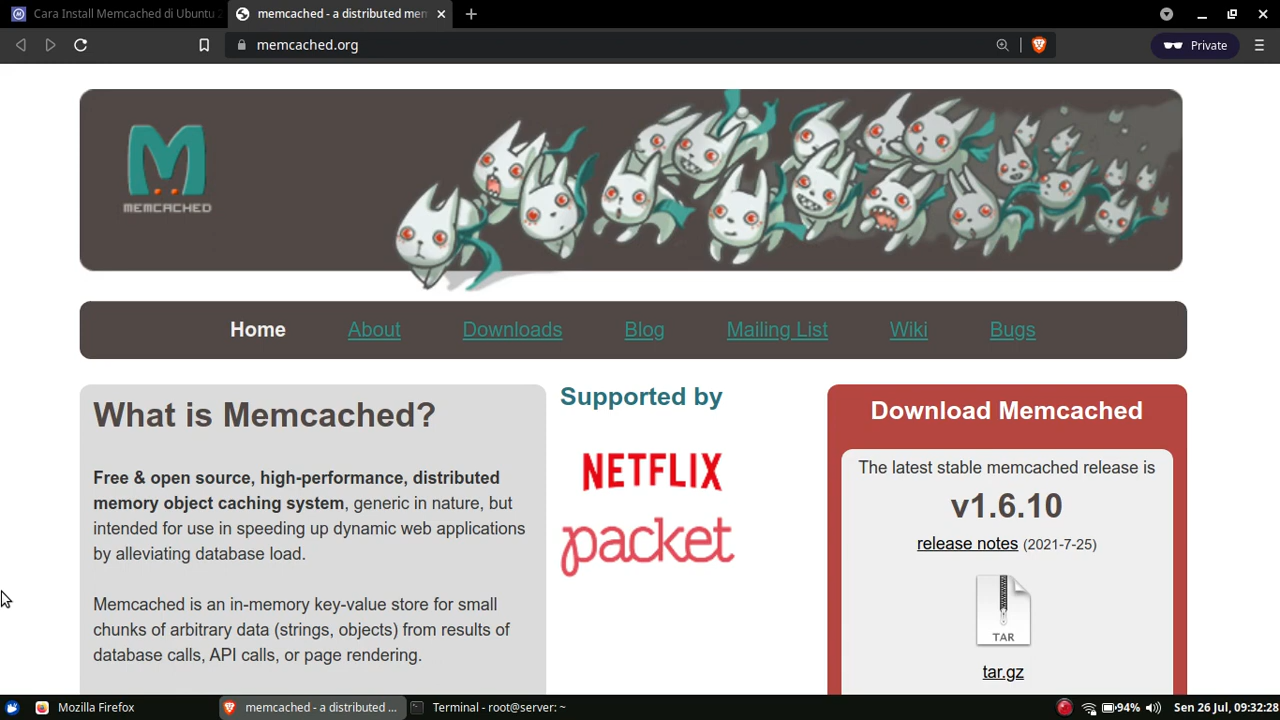 Cara Install Memcached di Ubuntu 2
memcached - a distributed mem
memcached.org
Private
MEMCACHED
Home About Downloads Blog Mailing List Wiki Bugs
What is Memcached?
Free & open source, high-performance, distributed
memory object caching system, generic in nature, but
intended for use in speeding up dynamic web applications
by alleviating database load.
Memcached is an in-memory key-value store for small
chunks of arbitrary data (strings, objects) from results of
database calls, API calls, or page rendering.
Supported by
NETFLIX
packet
Download Memcached
The latest stable memcached release is
v1.6.10
release notes (2021-7-25)
TAR
tar.gz
Mozilla Firefox
memcached - a distributed ...
Terminal - root@server: ~
94%
Sen 26 Jul, 09:32:28